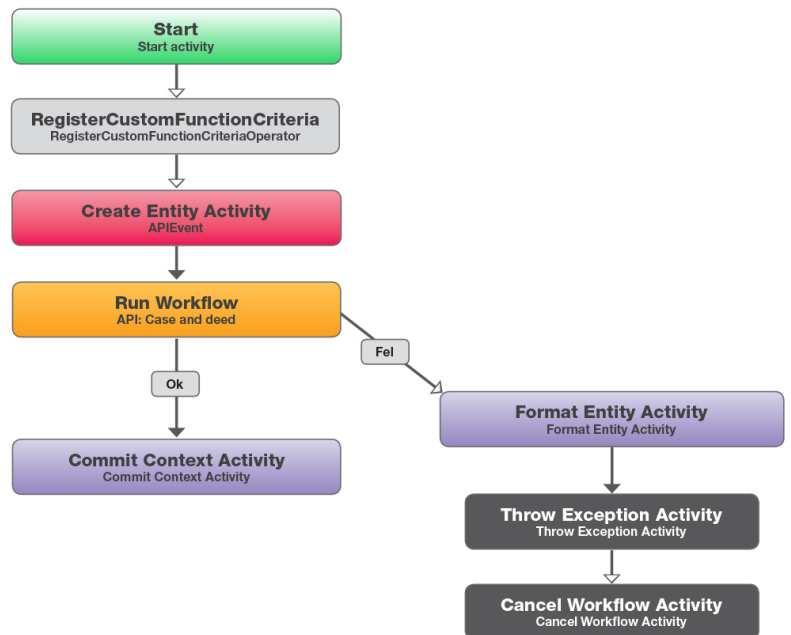 Start
Start activity
RegisterCustomFunctionCriteria
RegisterCustomFunctionCriteriaOperator
Create Entity Activity
APIEvent
Run Workflow
API: Case and deed
Fel
Ok
Format Entity Activity
Format Entity Activity
Commit Context Activity
Commit Context Activity
Throw Exception Activity
Throw Exception Activity
Cancel Workflow Activity
Cancel Workflow Activity